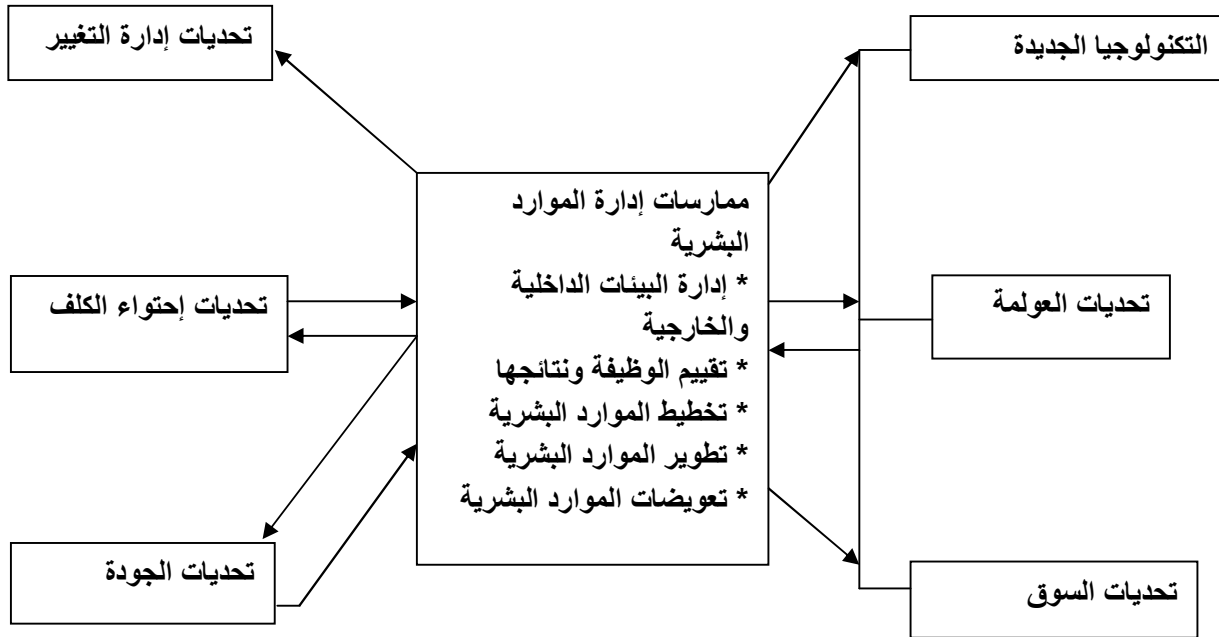 التكنولوجيا الجديدة
تحديات إدارة التغيير
ممارسات إدارة الموارد
البشرية
* إدارة البيئات الداخلية
والخارجية
* تقييم الوظيفة ونتائجها
* تخطيط الموارد البشرية
* تطوير الموارد البشرية
* تعويضات الموارد البشرية
تحديات العولمة
تحديات إحتواء الكلف
تحديات السوق
تحديات الجودة